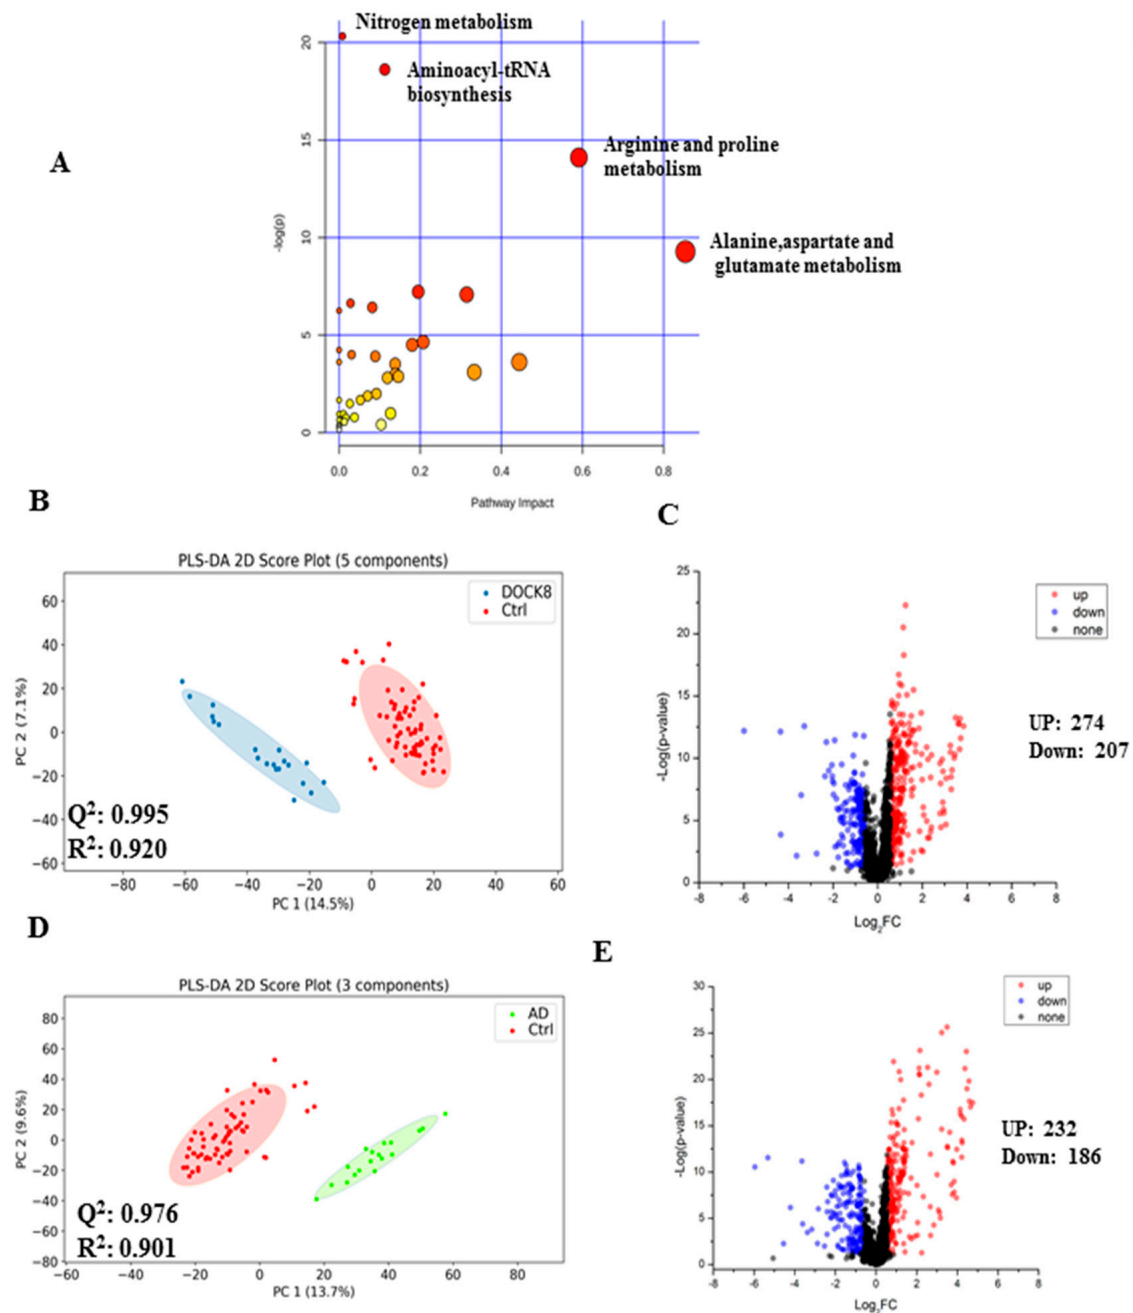 A
Nitrogen metabolism
Aminoacyl-tRNA
biosynthesis
Arginine and proline
metabolism
Alanine,aspartate and
glutamate metabolism
-log(p)
20
15
10
5
0
0.0 0.2 0.4 0.6 0.8
Pathway Impact
B
PLS-DA 2D Score Plot (5 components)
DOCK8
Ctrl
PC 2 (7.1%)
60
40
20
0
−20
−40
−60
Q²: 0.995
R²: 0.920
−80 −60 −40 −20 0 20 40 60
PC 1 (14.5%)
C
25
20
15
10
5
0
-Log(p-value)
up
down
none
UP: 274
Down: 207
-8 -6 -4 -2 0 2 4 6 8
Log₂FC
D
PLS-DA 2D Score Plot (3 components)
AD
Ctrl
PC 2 (9.6%)
80
60
40
20
0
−20
−40
−60
−80
Q²: 0.976
R²: 0.901
−60 −40 −20 0 20 40 60 80
PC 1 (13.7%)
E
30
25
20
15
10
5
0
-Log(p-value)
up
down
none
UP: 232
Down: 186
-8 -6 -4 -2 0 2 4 6 8
Log₂FC